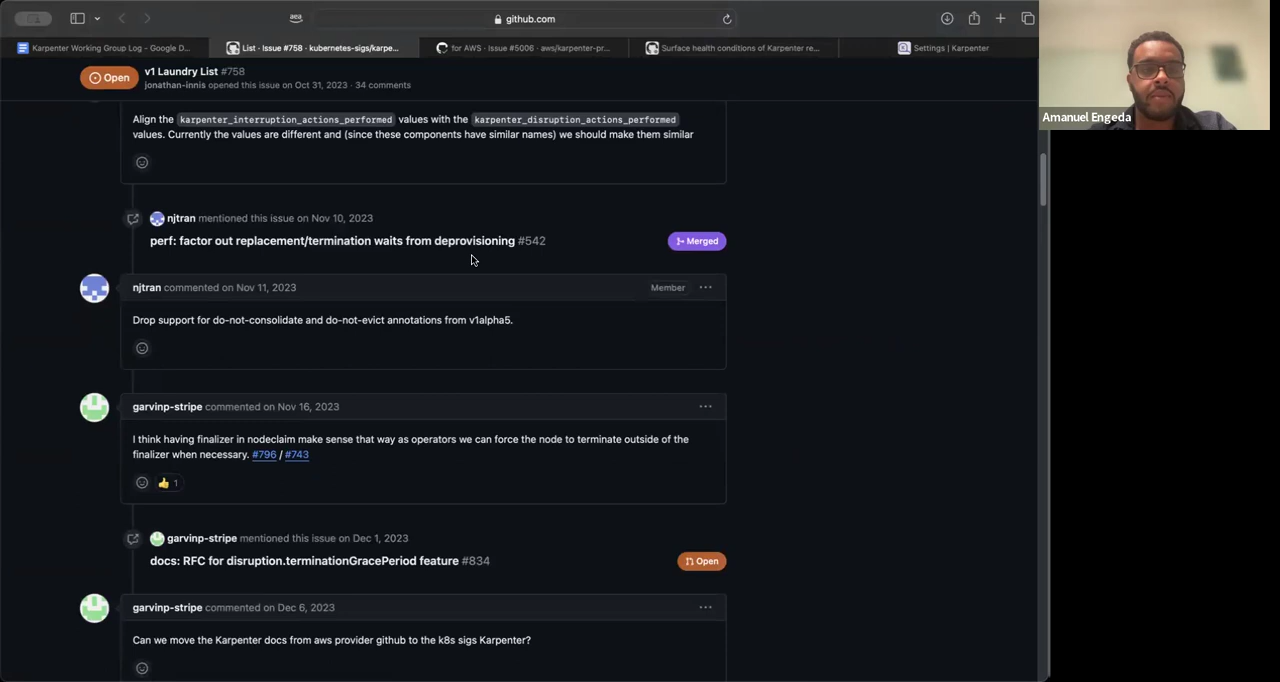 github.com
Karpenter Working Group Log - Google D...
List · Issue #758 · kubernetes-sigs/karpe...
for AWS · Issue #5006 · aws/karpenter-pr...
Surface health conditions of Karpenter re...
Settings | Karpenter
Amanuel Engeda
Open
v1 Laundry List #758
jonathan-innis opened this issue on Oct 31, 2023 · 34 comments
Align the karpenter_interruption_actions_performed values with the karpenter_disruption_actions_performed
values. Currently the values are different and (since these components have similar names) we should make them similar
njtran mentioned this issue on Nov 10, 2023
perf: factor out replacement/termination waits from deprovisioning #542
Merged
njtran commented on Nov 11, 2023
Member
Drop support for do-not-consolidate and do-not-evict annotations from v1alpha5.
garvinp-stripe commented on Nov 16, 2023
I think having finalizer in nodeclaim make sense that way as operators we can force the node to terminate outside of the
finalizer when necessary. #796 / #743
1
garvinp-stripe mentioned this issue on Dec 1, 2023
docs: RFC for disruption.terminationGracePeriod feature #834
Open
garvinp-stripe commented on Dec 6, 2023
Can we move the Karpenter docs from aws provider github to the k8s sigs Karpenter?